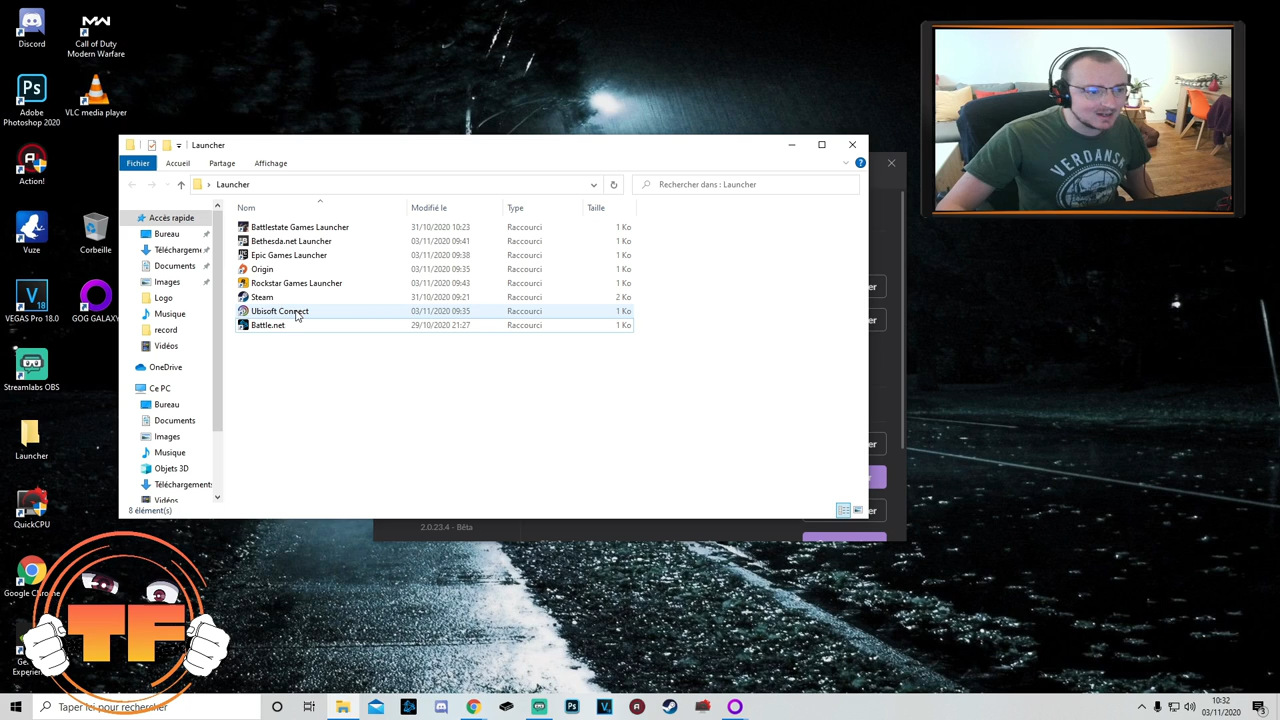 Discord
Call of Duty
Modern Warfare
Ps
Adobe
Photoshop 2020
VLC media player
Action!
Vuze
Corbeille
VEGAS Pro 18.0
GOG GALAXY
Streamlabs OBS
Launcher
QuickCPU
Google Chrome
Launcher
Fichier
Accueil
Partage
Affichage
Launcher
Rechercher dans : Launcher
Accès rapide
Bureau
Téléchargem
Documents
Images
Logo
Musique
record
Vidéos
OneDrive
Ce PC
Bureau
Documents
Images
Musique
Objets 3D
Téléchargements
Vidéos
Nom Modifié le Type Taille
Battlestate Games Launcher 31/10/2020 10:23 Raccourci 1 Ko
Bethesda.net Launcher 03/11/2020 09:41 Raccourci 1 Ko
Epic Games Launcher 03/11/2020 09:38 Raccourci 1 Ko
Origin 03/11/2020 09:35 Raccourci 1 Ko
Rockstar Games Launcher 03/11/2020 09:43 Raccourci 1 Ko
Steam 31/10/2020 09:21 Raccourci 2 Ko
Ubisoft Connect 03/11/2020 09:35 Raccourci 1 Ko
Battle.net 29/10/2020 21:27 Raccourci 1 Ko
8 élément(s)
2.0.23.4 - Bêta
VERDANSK
TF
Taper ici pour rechercher
10:32
03/11/2020